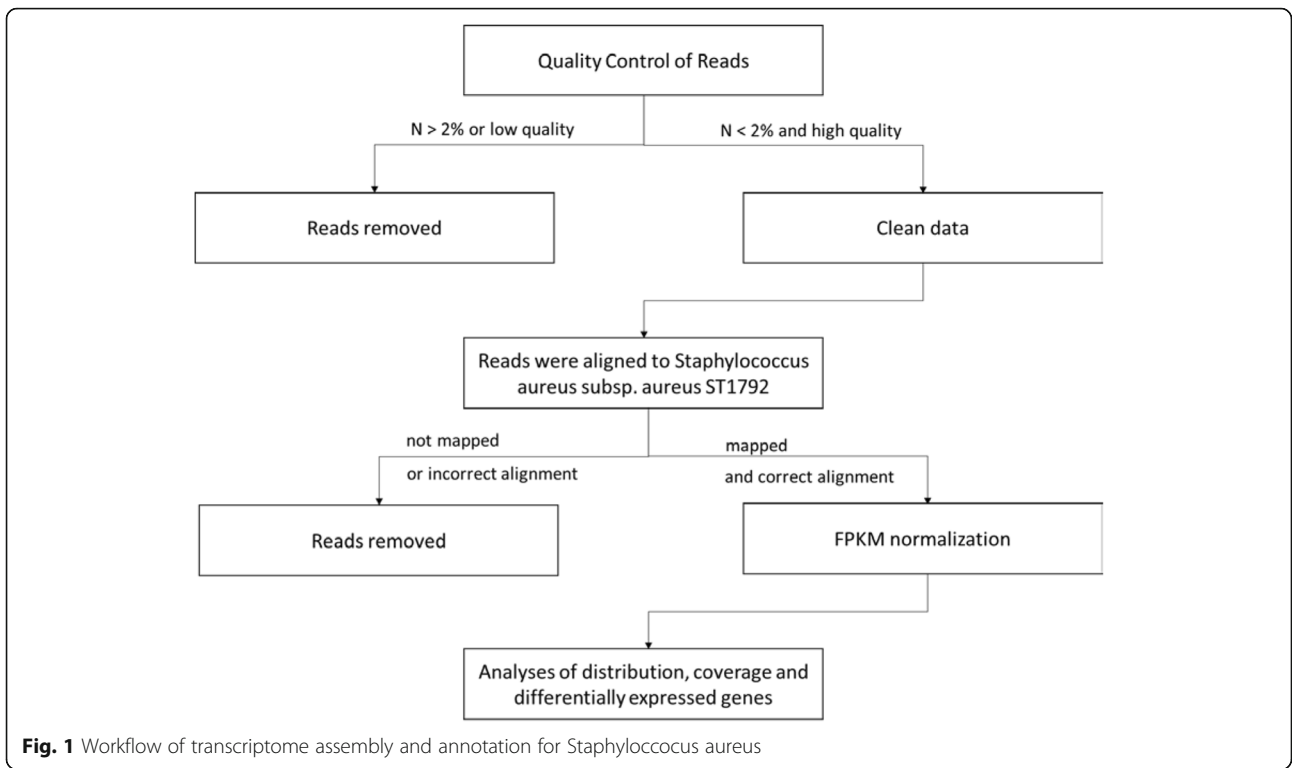 Quality Control of Reads
N > 2% or low quality
N < 2% and high quality
Reads removed
Clean data
Reads were aligned to Staphylococcus
aureus subsp. aureus ST1792
not mapped
or incorrect alignment
mapped
and correct alignment
Reads removed
FPKM normalization
Analyses of distribution, coverage and
differentially expressed genes
Fig. 1 Workflow of transcriptome assembly and annotation for Staphyloccocus aureus